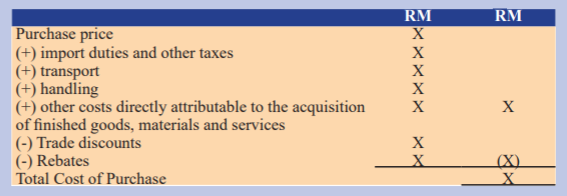 RM RM
Purchase price X
(+) import duties and other taxes X
(+) transport X
(+) handling X
(+) other costs directly attributable to the acquisition X X
of finished goods, materials and services
(-) Trade discounts X
(-) Rebates X (X)
Total Cost of Purchase X